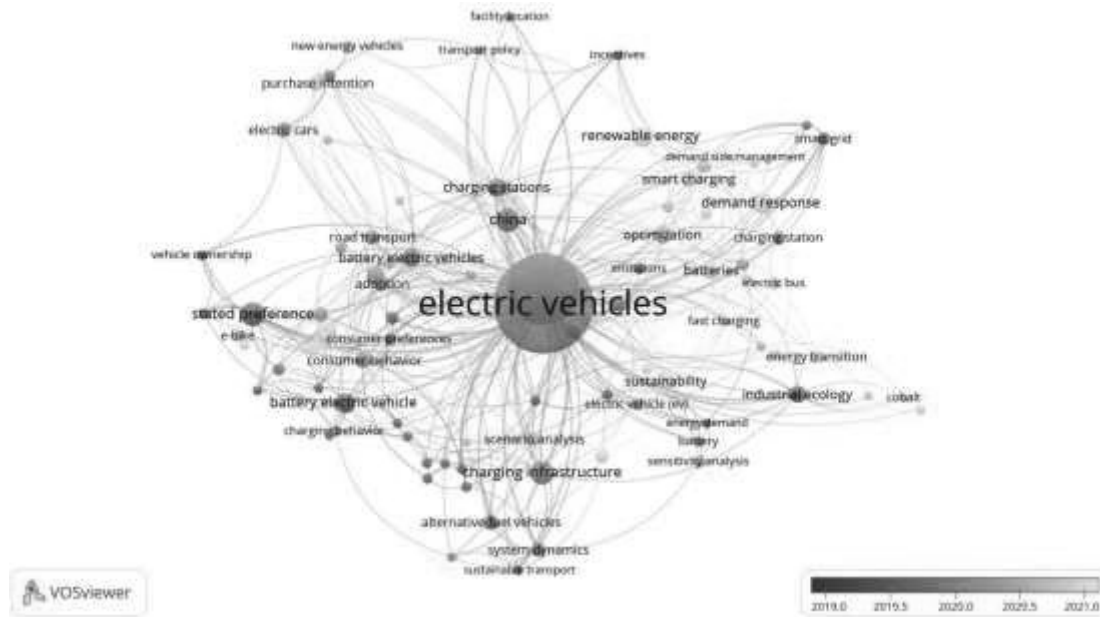 facility location
new energy vehicles
transport policy
incentives
purchase intention
electric cars
renewable energy
smart grid
demand side management
charging stations
smart charging
china
demand response
road transport
optimization
charging station
vehicle ownership
battery electric vehicles
emissions
batteries
adoption
electric bus
electric vehicles
stated preference
fast charging
e-bike
consumer preferences
consumer behavior
energy transition
sustainability
battery electric vehicle
electric vehicle (ev)
industrial ecology
cobalt
charging behavior
energy demand
scenario analysis
charging infrastructure
sensitivity analysis
alternative fuel vehicles
system dynamics
sustainable transport
VOSviewer
2019.0 2019.5 2020.0 2020.5 2021.0